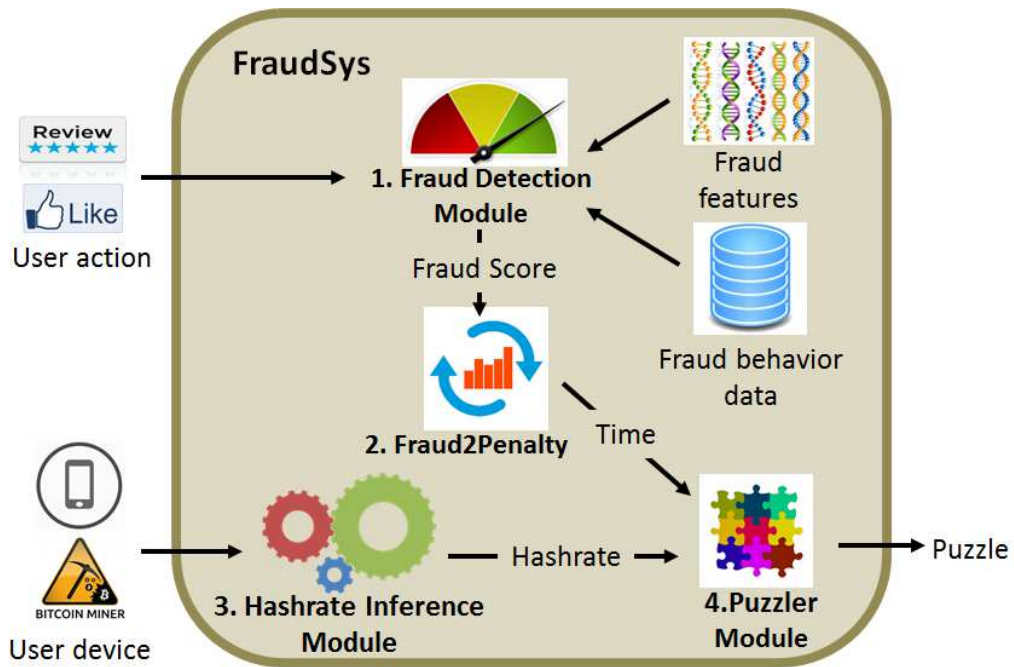 FraudSys
Review
Like
User action
1. Fraud Detection
Module
Fraud
features
Fraud Score
Fraud behavior
data
2. Fraud2Penalty
Time
BITCOIN MINER
User device
3. Hashrate Inference
Module
Hashrate
4.Puzzler
Module
Puzzle